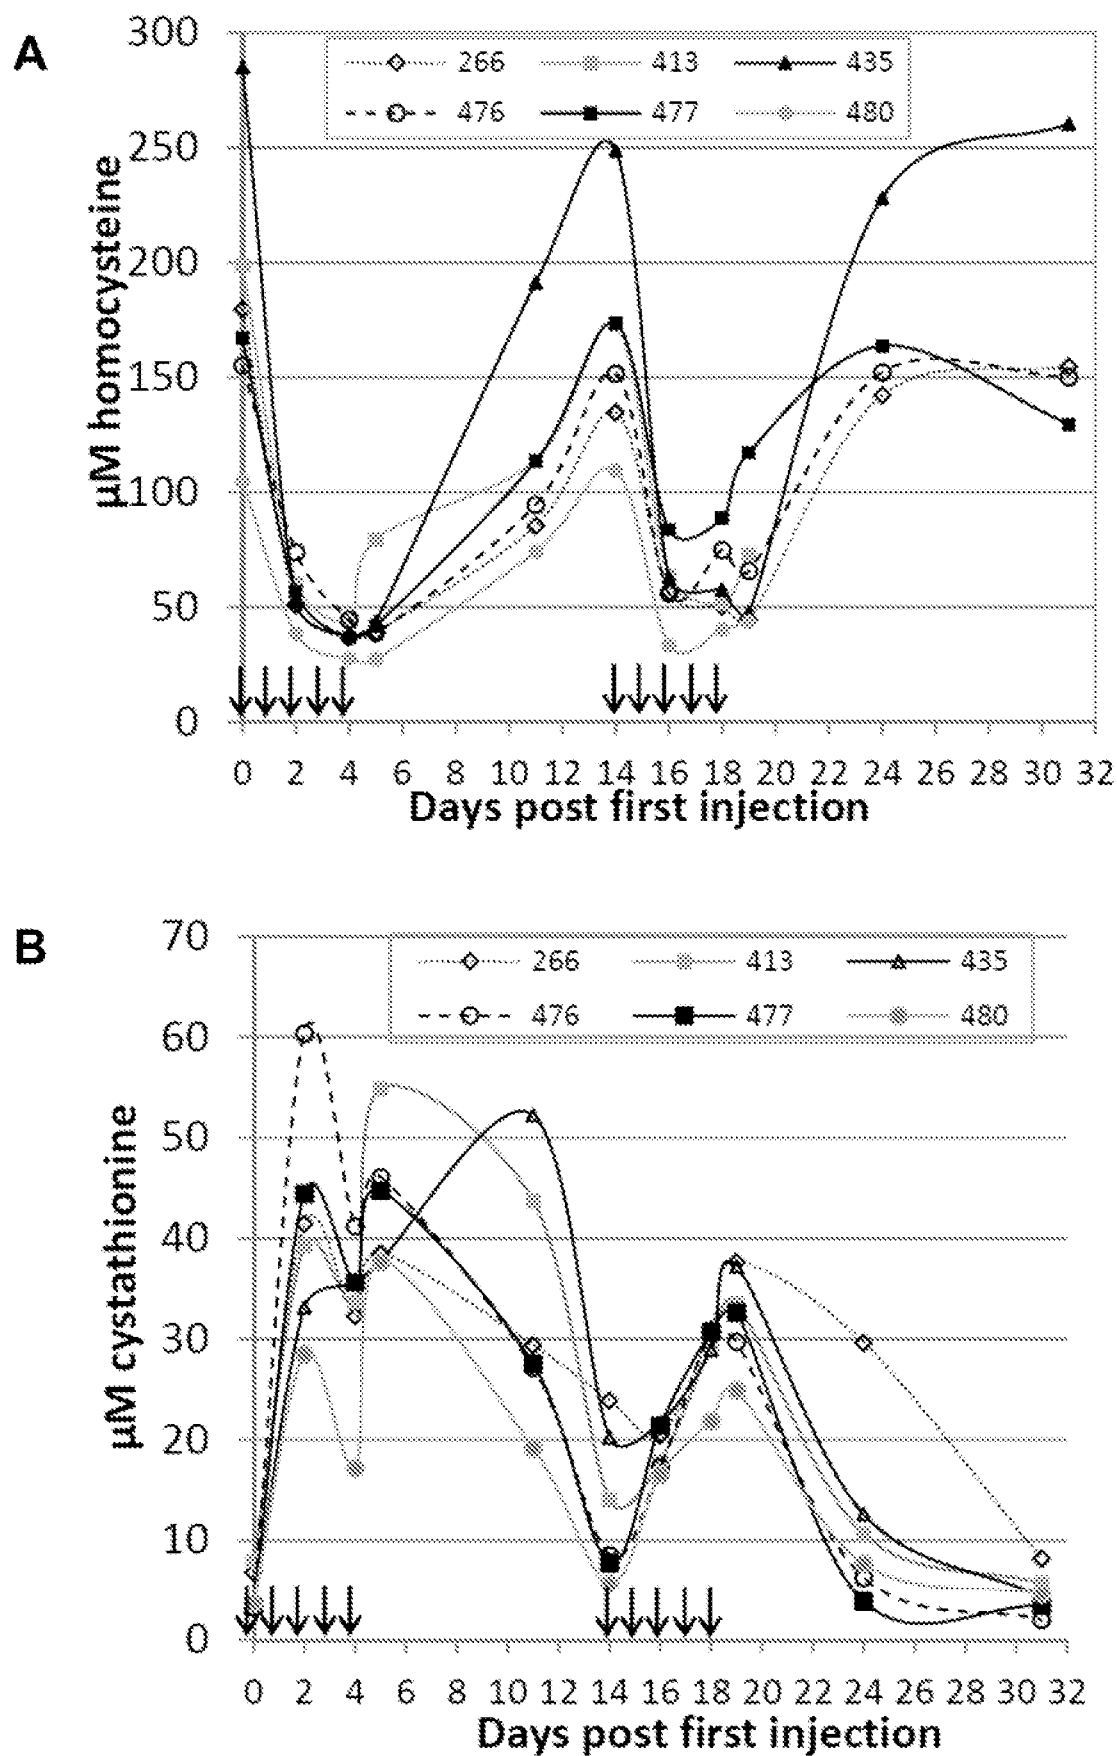 A
300
250
200
150
100
50
0
µM homocysteine
266 413 435
476 477 480
0 2 4 6 8 10 12 14 16 18 20 22 24 26 28 30 32
Days post first injection
B
70
60
50
40
30
20
10
0
µM cystathionine
266 413 435
476 477 480
0 2 4 6 8 10 12 14 16 18 20 22 24 26 28 30 32
Days post first injection